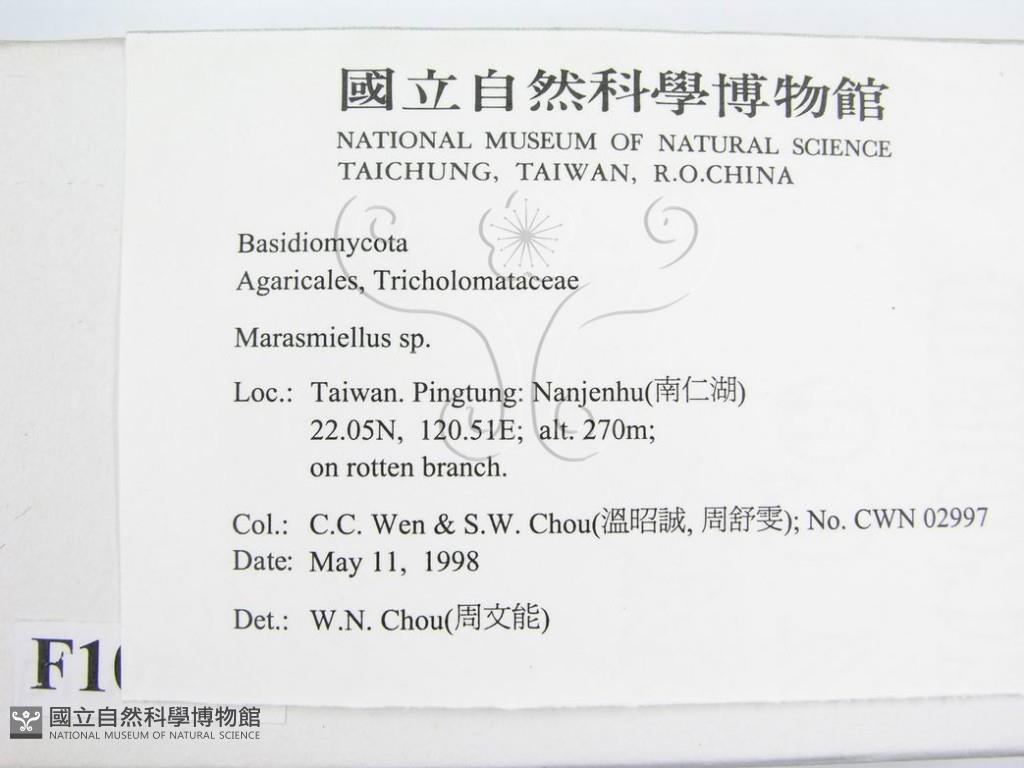 國立自然科學博物館
NATIONAL MUSEUM OF NATURAL SCIENCE
TAICHUNG, TAIWAN, R.O.CHINA
Basidiomycota
Agaricales, Tricholomataceae
Marasmiellus sp.
Loc.: Taiwan. Pingtung: Nanjenhu(南仁湖)
22.05N, 120.51E; alt. 270m;
on rotten branch.
Col.: C.C. Wen & S.W. Chou(溫昭誠, 周舒雯); No. CWN 02997
Date: May 11, 1998
Det.: W.N. Chou(周文能)
F1
國立自然科學博物館
NATIONAL MUSEUM OF NATURAL SCIENCE